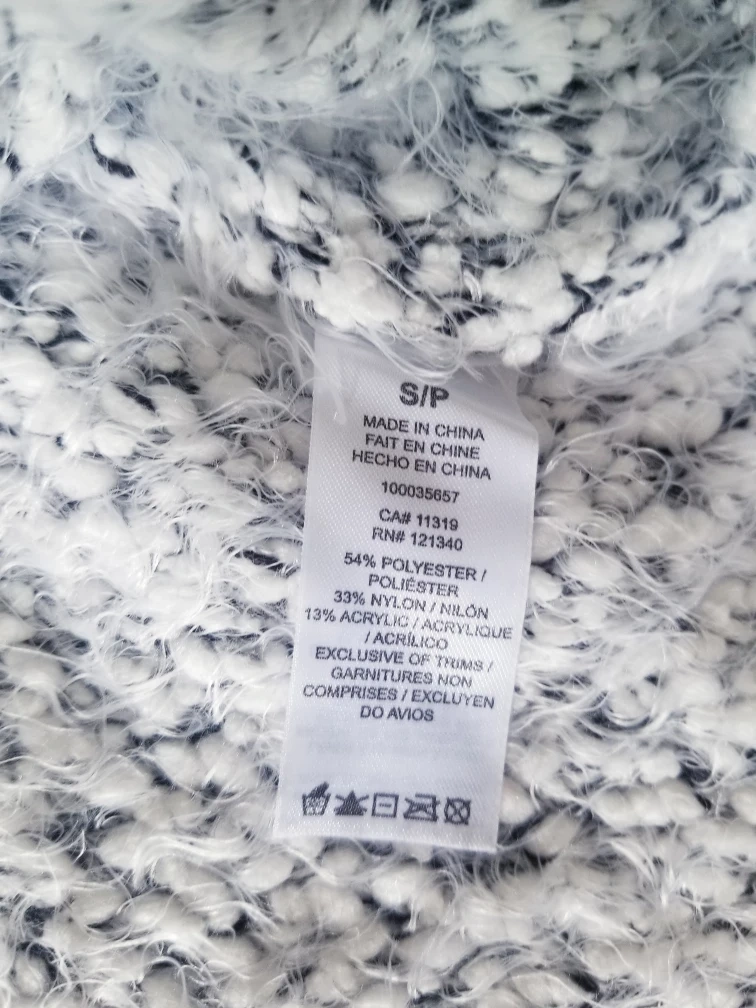 S/P
MADE IN CHINA
FAIT EN CHINE
HECHO EN CHINA
100035657
CA# 11319
RN# 121340
54% POLYESTER /
POLIÉSTER
33% NYLON / NILÓN
13% ACRYLIC / ACRYLIQUE
/ ACRÍLICO
EXCLUSIVE OF TRIMS /
GARNITURES NON
COMPRISES / EXCLUYEN
DO AVIOS